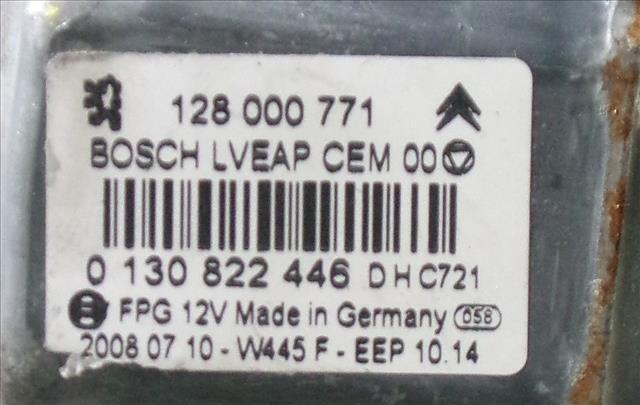 128 000 771
BOSCH LVEAP CEM 00
0 130 822 446 D H C721
FPG 12V Made in Germany 058
2008 07 10 - W445 F - EEP 10.14